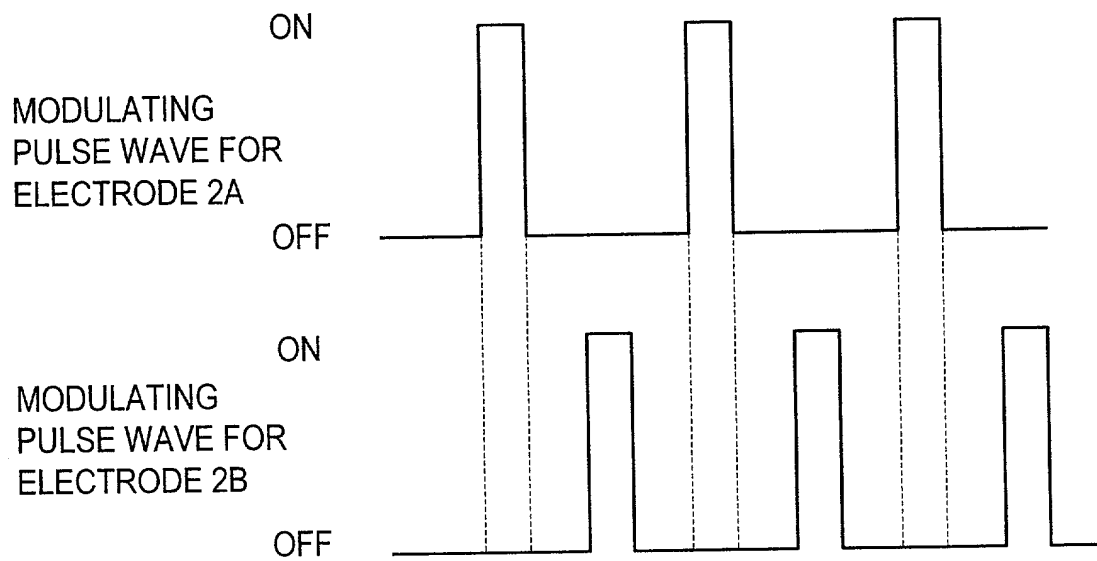 ON
MODULATING
PULSE WAVE FOR
ELECTRODE 2A
OFF
ON
MODULATING
PULSE WAVE FOR
ELECTRODE 2B
OFF